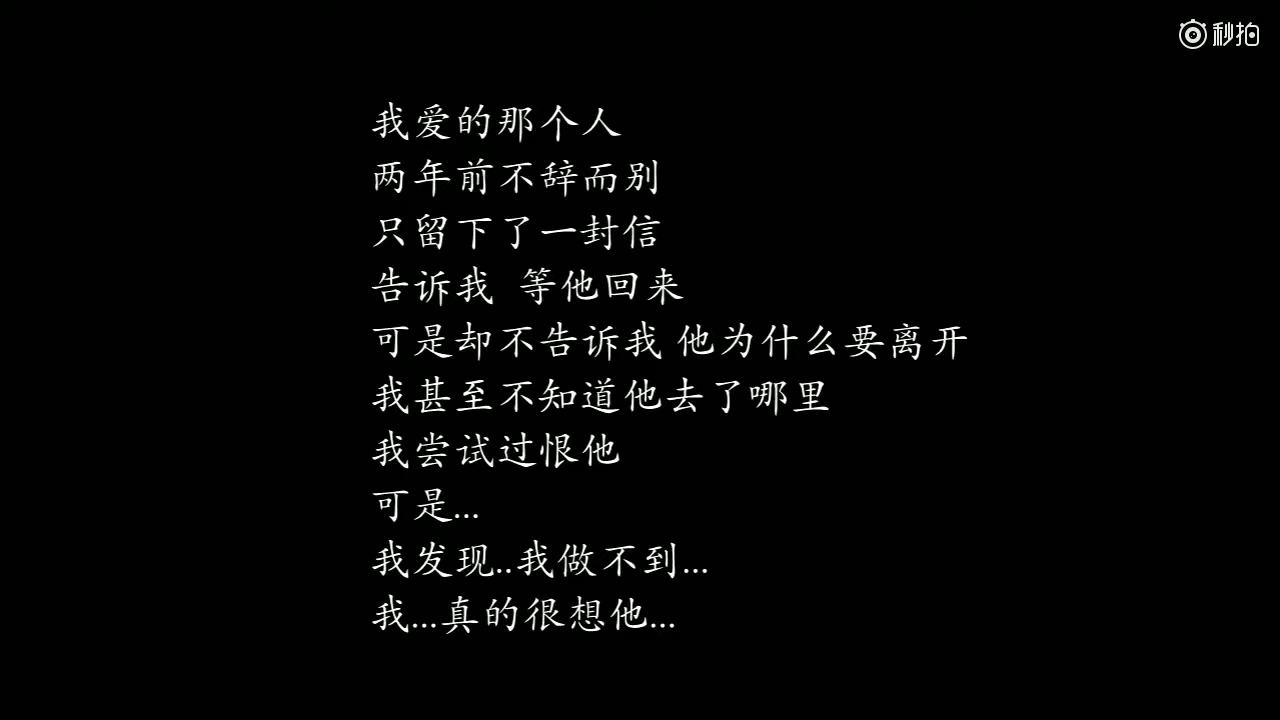 秒拍
我爱的那个人
两年前不辞而别
只留下了一封信
告诉我 等他回来
可是却不告诉我 他为什么要离开
我甚至不知道他去了哪里
我尝试过恨他
可是...
我发现..我做不到...
我...真的很想他...